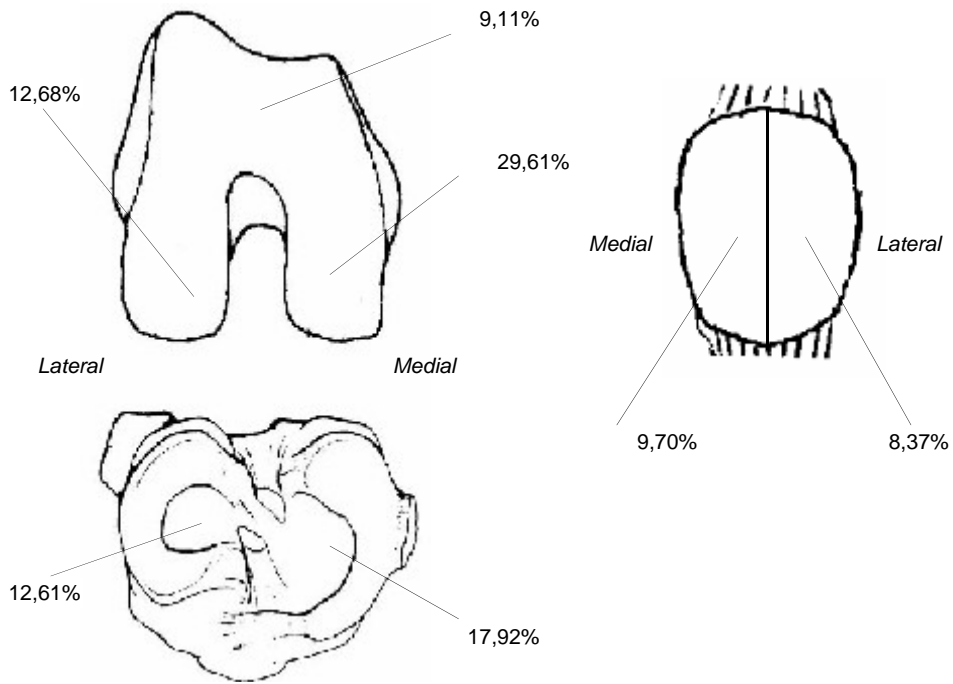 9,11%
12,68%
29,61%
Medial
Lateral
Lateral
Medial
9,70%
8,37%
12,61%
17,92%